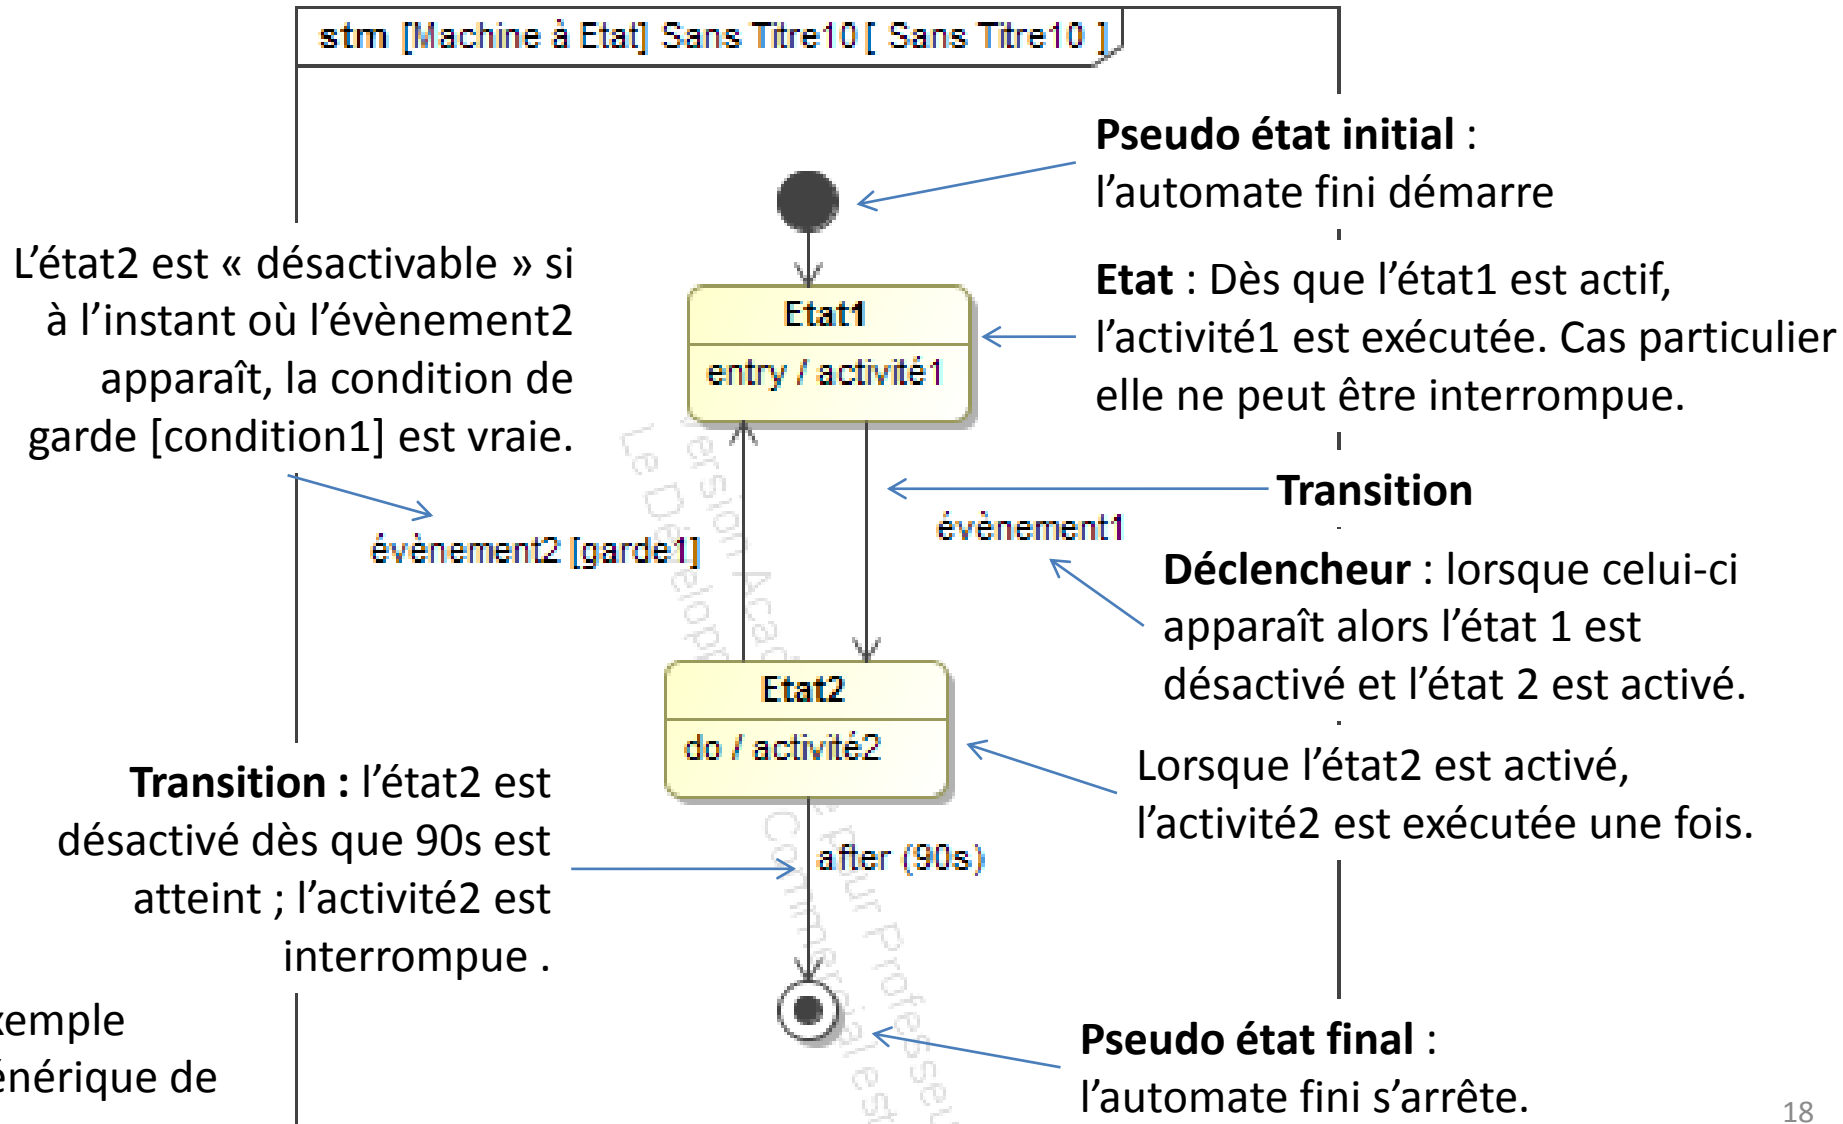 stm [Machine à Etat] Sans Titre10 [ Sans Titre10 ]
Pseudo état initial :
l’automate fini démarre
L’état2 est « désactivable » si
à l’instant où l’évènement2
apparaît, la condition de
garde [condition1] est vraie.
Etat1
entry / activité1
Etat : Dès que l’état1 est actif,
l’activité1 est exécutée. Cas particulier
elle ne peut être interrompue.
Transition
évènement2 [garde1]
évènement1
Déclencheur : lorsque celui-ci
apparaît alors l’état 1 est
désactivé et l’état 2 est activé.
Etat2
do / activité2
Lorsque l’état2 est activé,
l’activité2 est exécutée une fois.
Transition : l’état2 est
désactivé dès que 90s est
atteint ; l’activité2 est
interrompue .
after (90s)
Pseudo état final :
l’automate fini s’arrête.
xemple
énérique de
18